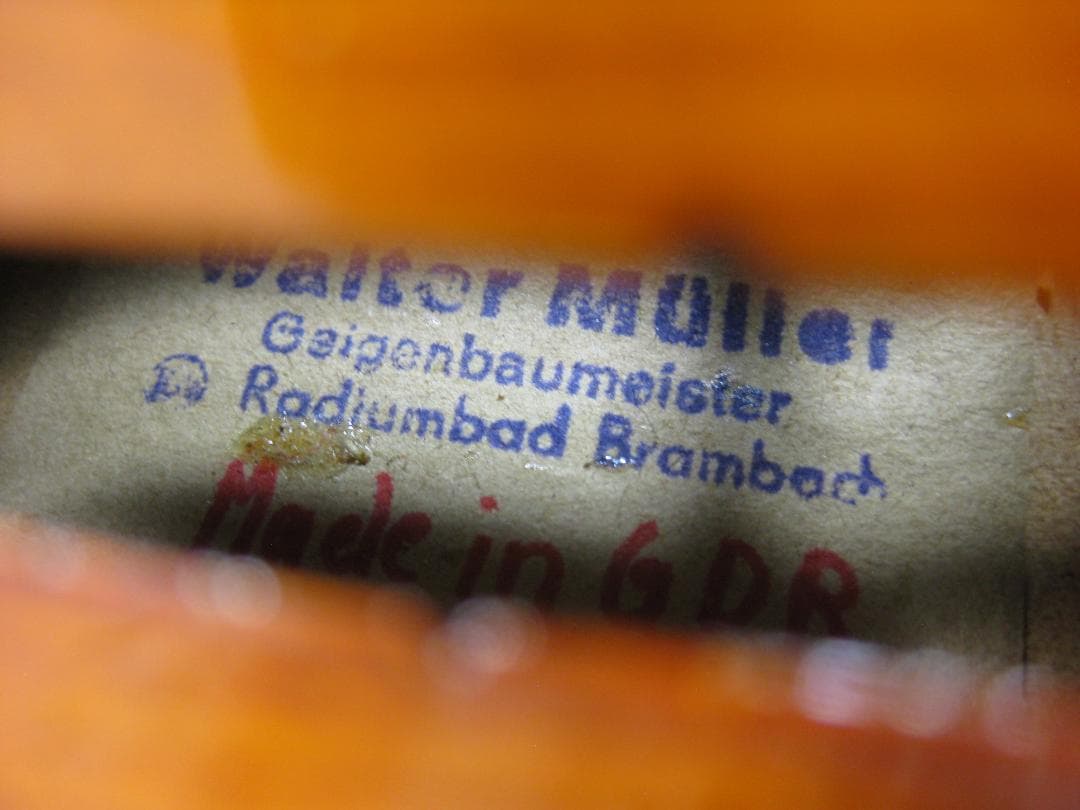 Walter Müller
Geigenbaumeister
Radiumbad Brambach
Made in GDR